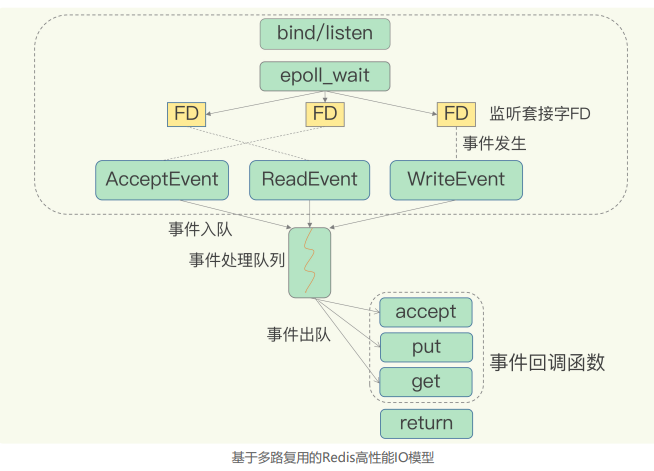 bind/listen
epoll_wait
FD
FD
FD
监听套接字FD
事件发生
AcceptEvent
ReadEvent
WriteEvent
事件入队
事件处理队列
accept
事件出队
put
事件回调函数
get
return
基于多路复用的Redis高性能IO模型